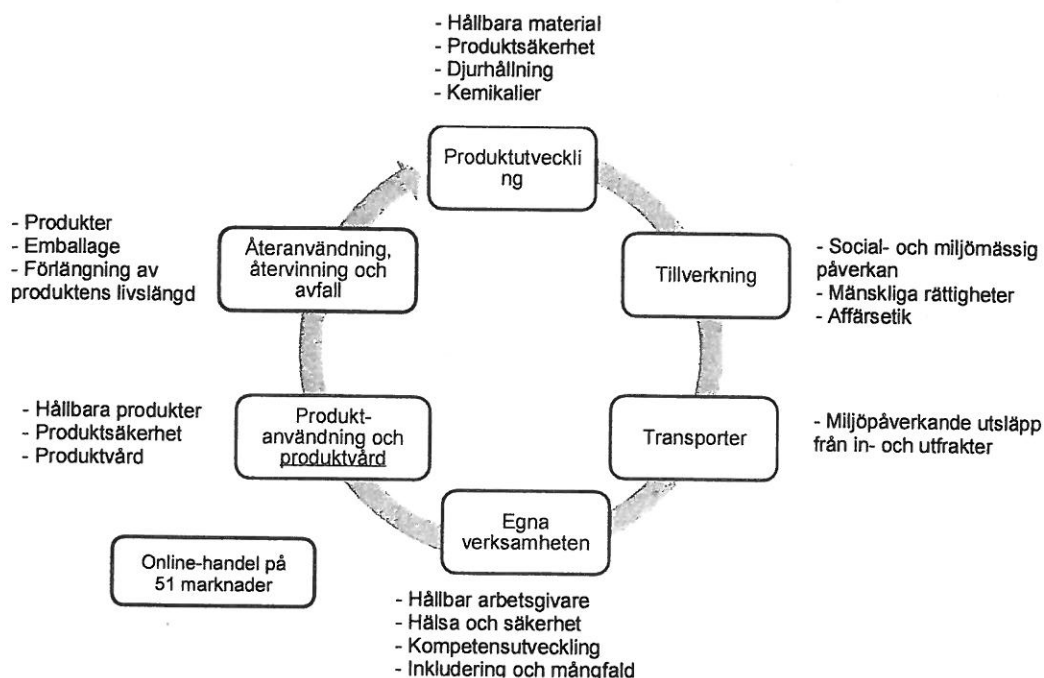 - Hållbara material
- Produktsäkerhet
- Djurhållning
- Kemikalier
Produktutveckli
ng
- Social- och miljömässig
påverkan
- Mänskliga rättigheter
- Affärsetik
Tillverkning
- Miljöpåverkande utsläpp
från in- och utfrakter
Transporter
Egna
verksamheten
- Hållbar arbetsgivare
- Hälsa och säkerhet
- Kompetensutveckling
- Inkludering och mångfald
Produkt-
användning och
produktvård
- Hållbara produkter
- Produktsäkerhet
- Produktvård
Återanvändning,
återvinning och
avfall
- Produkter
- Emballage
- Förlängning av
produktens livslängd
Online-handel på
51 marknader